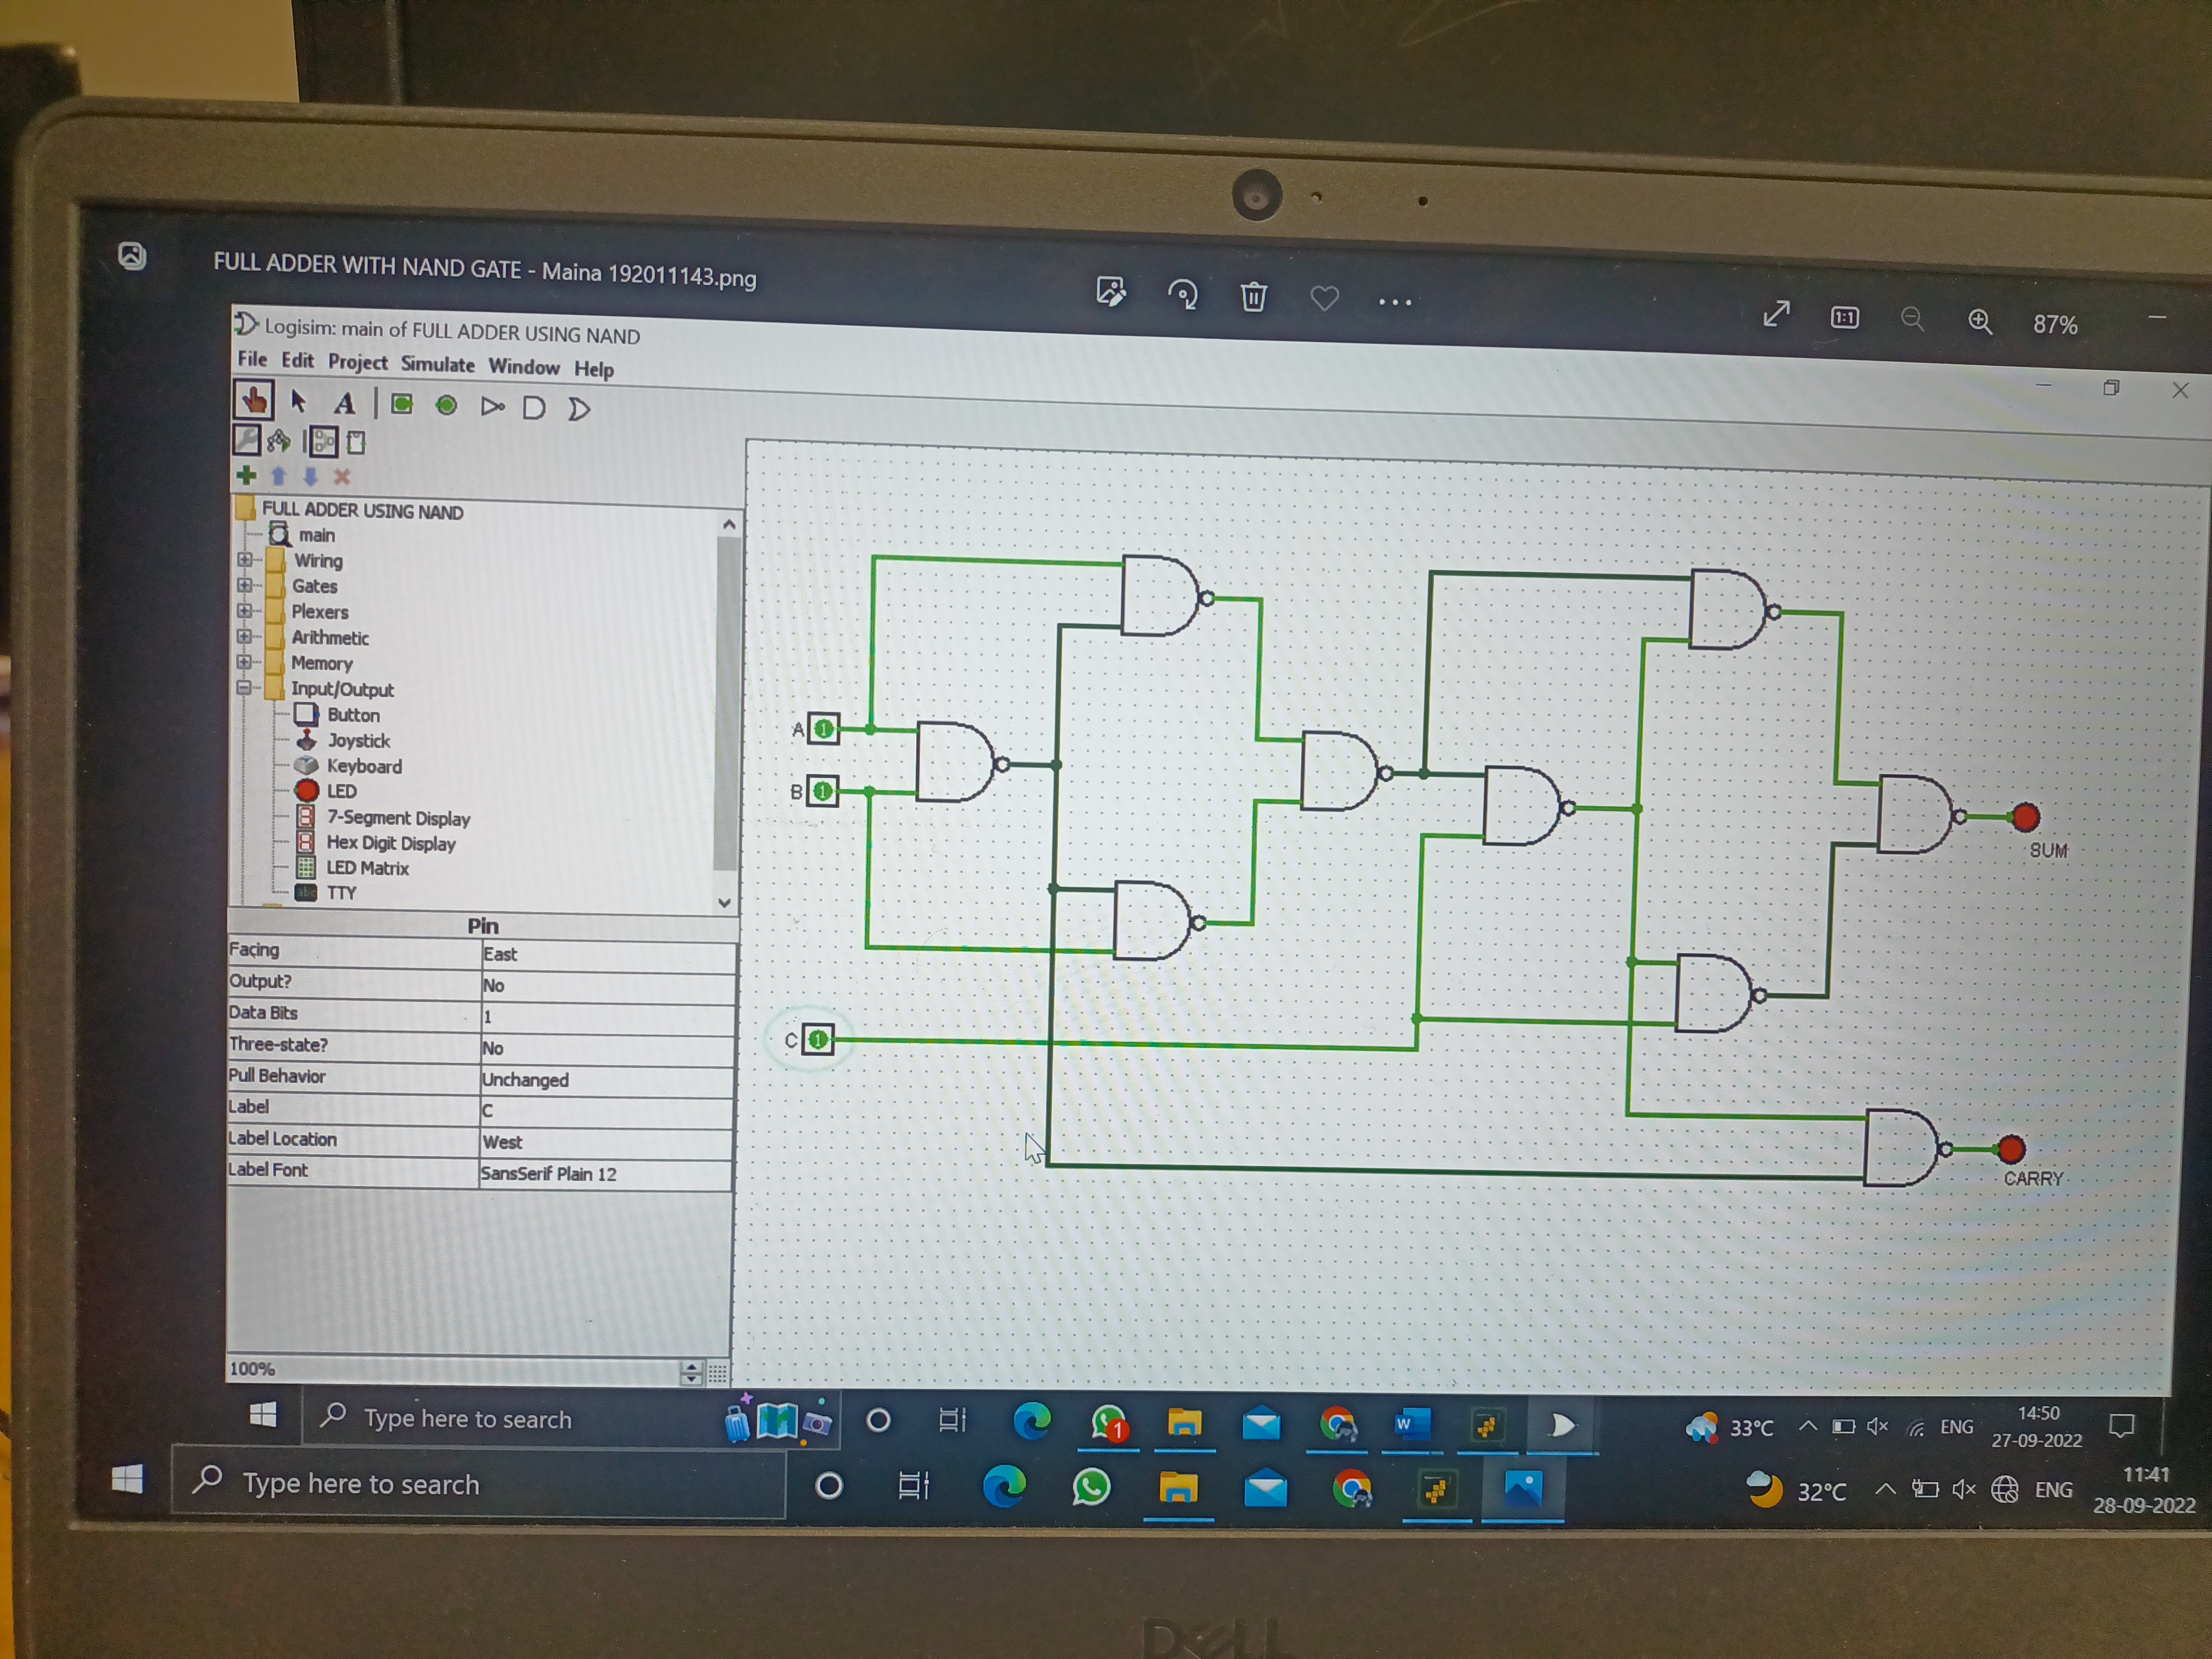 FULL ADDER WITH NAND GATE - Maina 192011143.png
1:1
87%
Logisim: main of FULL ADDER USING NAND
File Edit Project Simulate Window Help
A
FULL ADDER USING NAND
main
Wiring
Gates
Plexers
Arithmetic
Memory
Input/Output
Button
Joystick
Keyboard
LED
7-Segment Display
Hex Digit Display
LED Matrix
TTY
Pin
Facing East
Output? No
Data Bits 1
Three-state? No
Pull Behavior Unchanged
Label C
Label Location West
Label Font SansSerif Plain 12
100%
A 1
B 1
C 1
SUM
CARRY
Type here to search
1
W
33°C
ENG
14:50
27-09-2022
Type here to search
32°C
ENG
11:41
28-09-2022
DELL